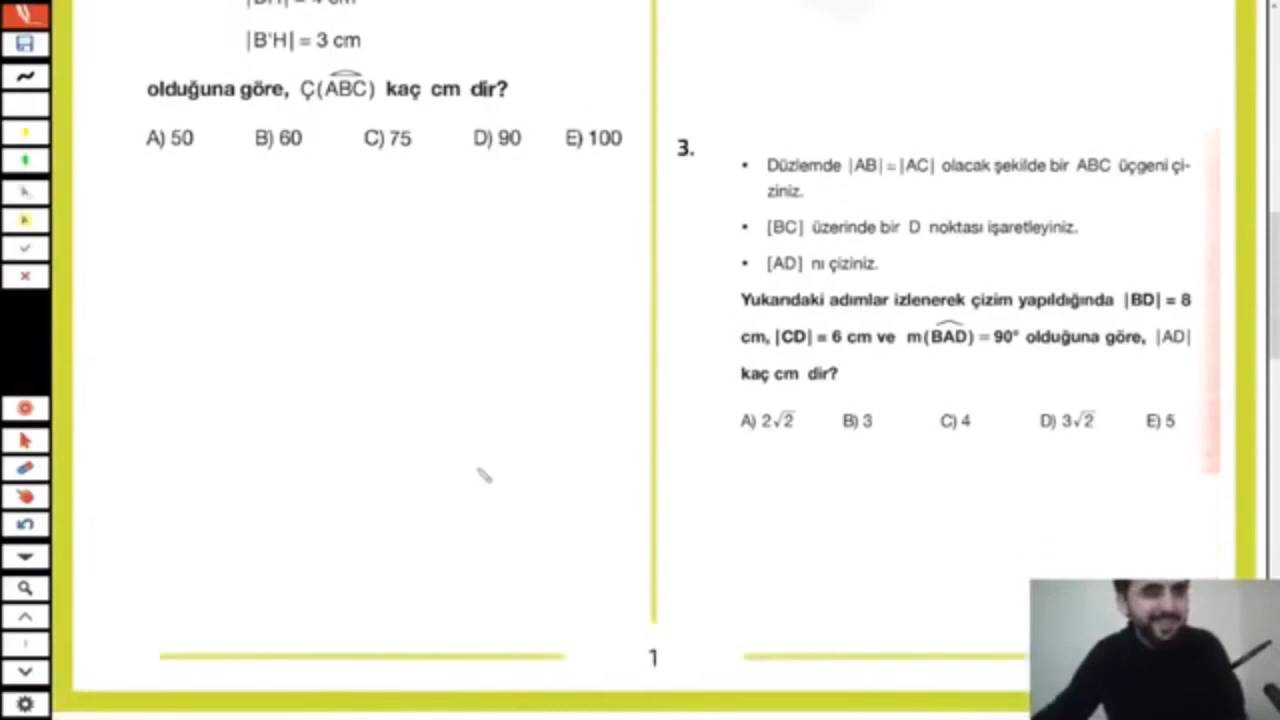 |B'H| = 3 cm
olduğuna göre, Ç(ABC) kaç cm dir?
A) 50 B) 60 C) 75 D) 90 E) 100
3.
• Düzlemde |AB| = |AC| olacak şekilde bir ABC üçgeni çi-
ziniz.
• [BC] üzerinde bir D noktası işaretleyiniz.
• [AD] nı çiziniz.
Yukarıdaki adımlar izlenerek çizim yapıldığında |BD| = 8
cm, |CD| = 6 cm ve m(BAD) = 90° olduğuna göre, |AD|
kaç cm dir?
A) 2√2 B) 3 C) 4 D) 3√2 E) 5
1